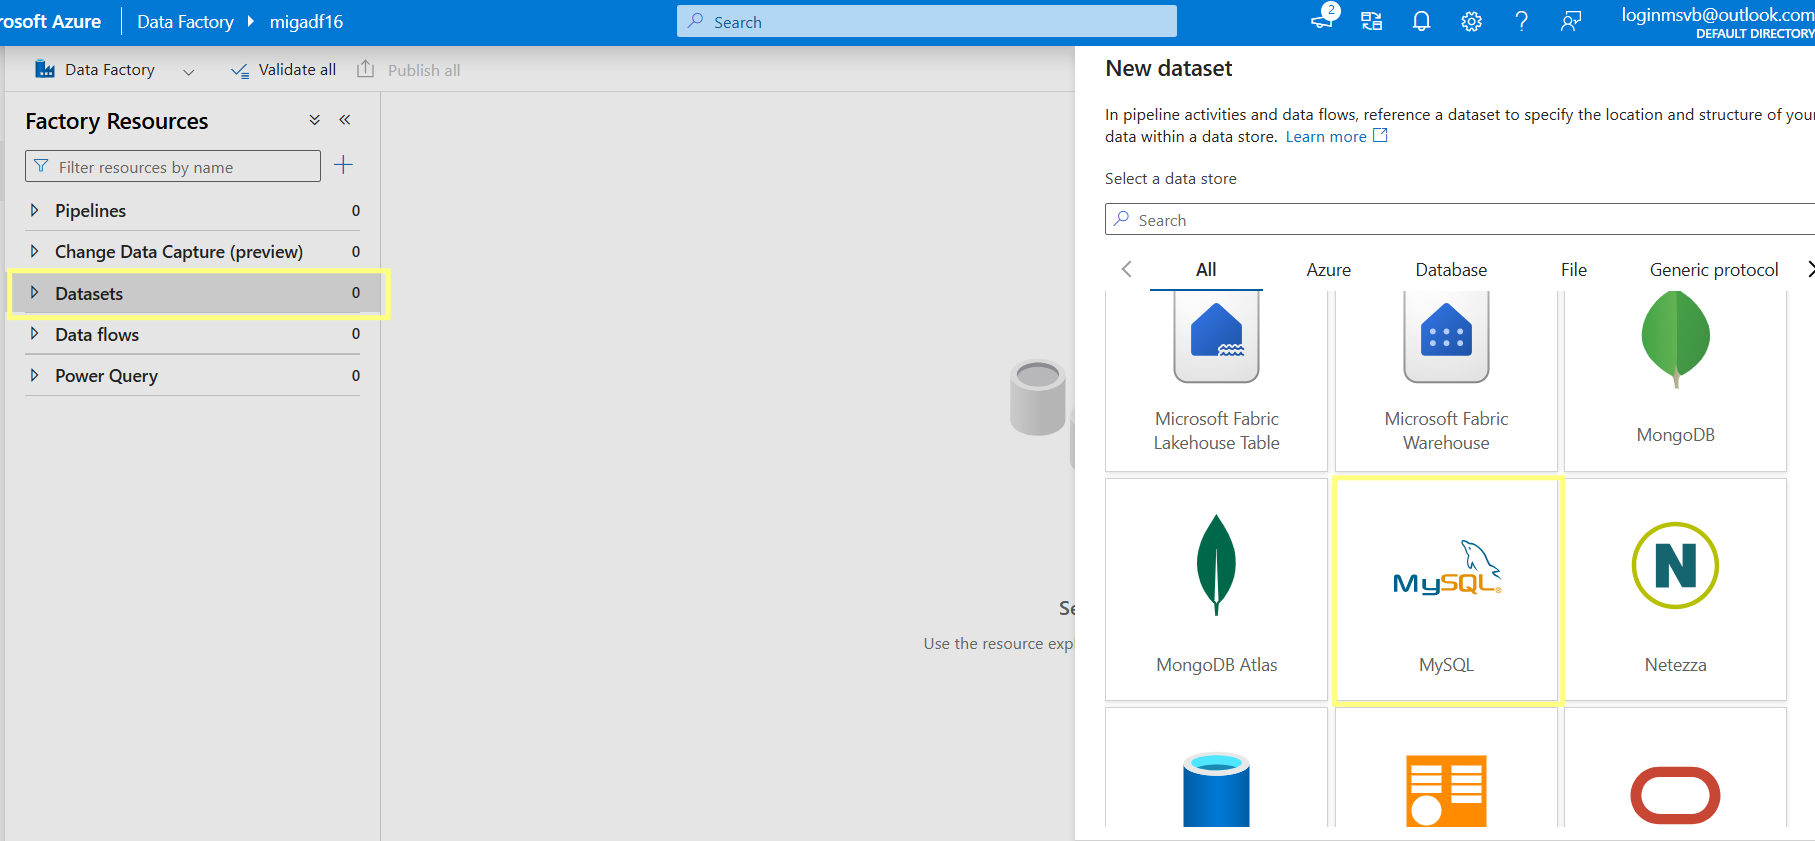 rosoft Azure
Data Factory
migadf16
Search
2
loginmsvb@outlook.com
DEFAULT DIRECTORY
Data Factory
Validate all
Publish all
Factory Resources
Filter resources by name
Pipelines 0
Change Data Capture (preview) 0
Datasets 0
Data flows 0
Power Query 0
Se
Use the resource exp
New dataset
In pipeline activities and data flows, reference a dataset to specify the location and structure of your
data within a data store. Learn more
Select a data store
Search
All Azure Database File Generic protocol
Microsoft Fabric
Lakehouse Table
Microsoft Fabric
Warehouse
MongoDB
MongoDB Atlas
MySQL
MySQL
N
Netezza